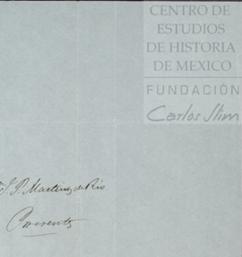 CENTRO DE
ESTUDIOS
DE HISTORIA
DE MEXICO
FUNDACIÓN
Carlos Slim
S. P. Martinez del Rio
Presente